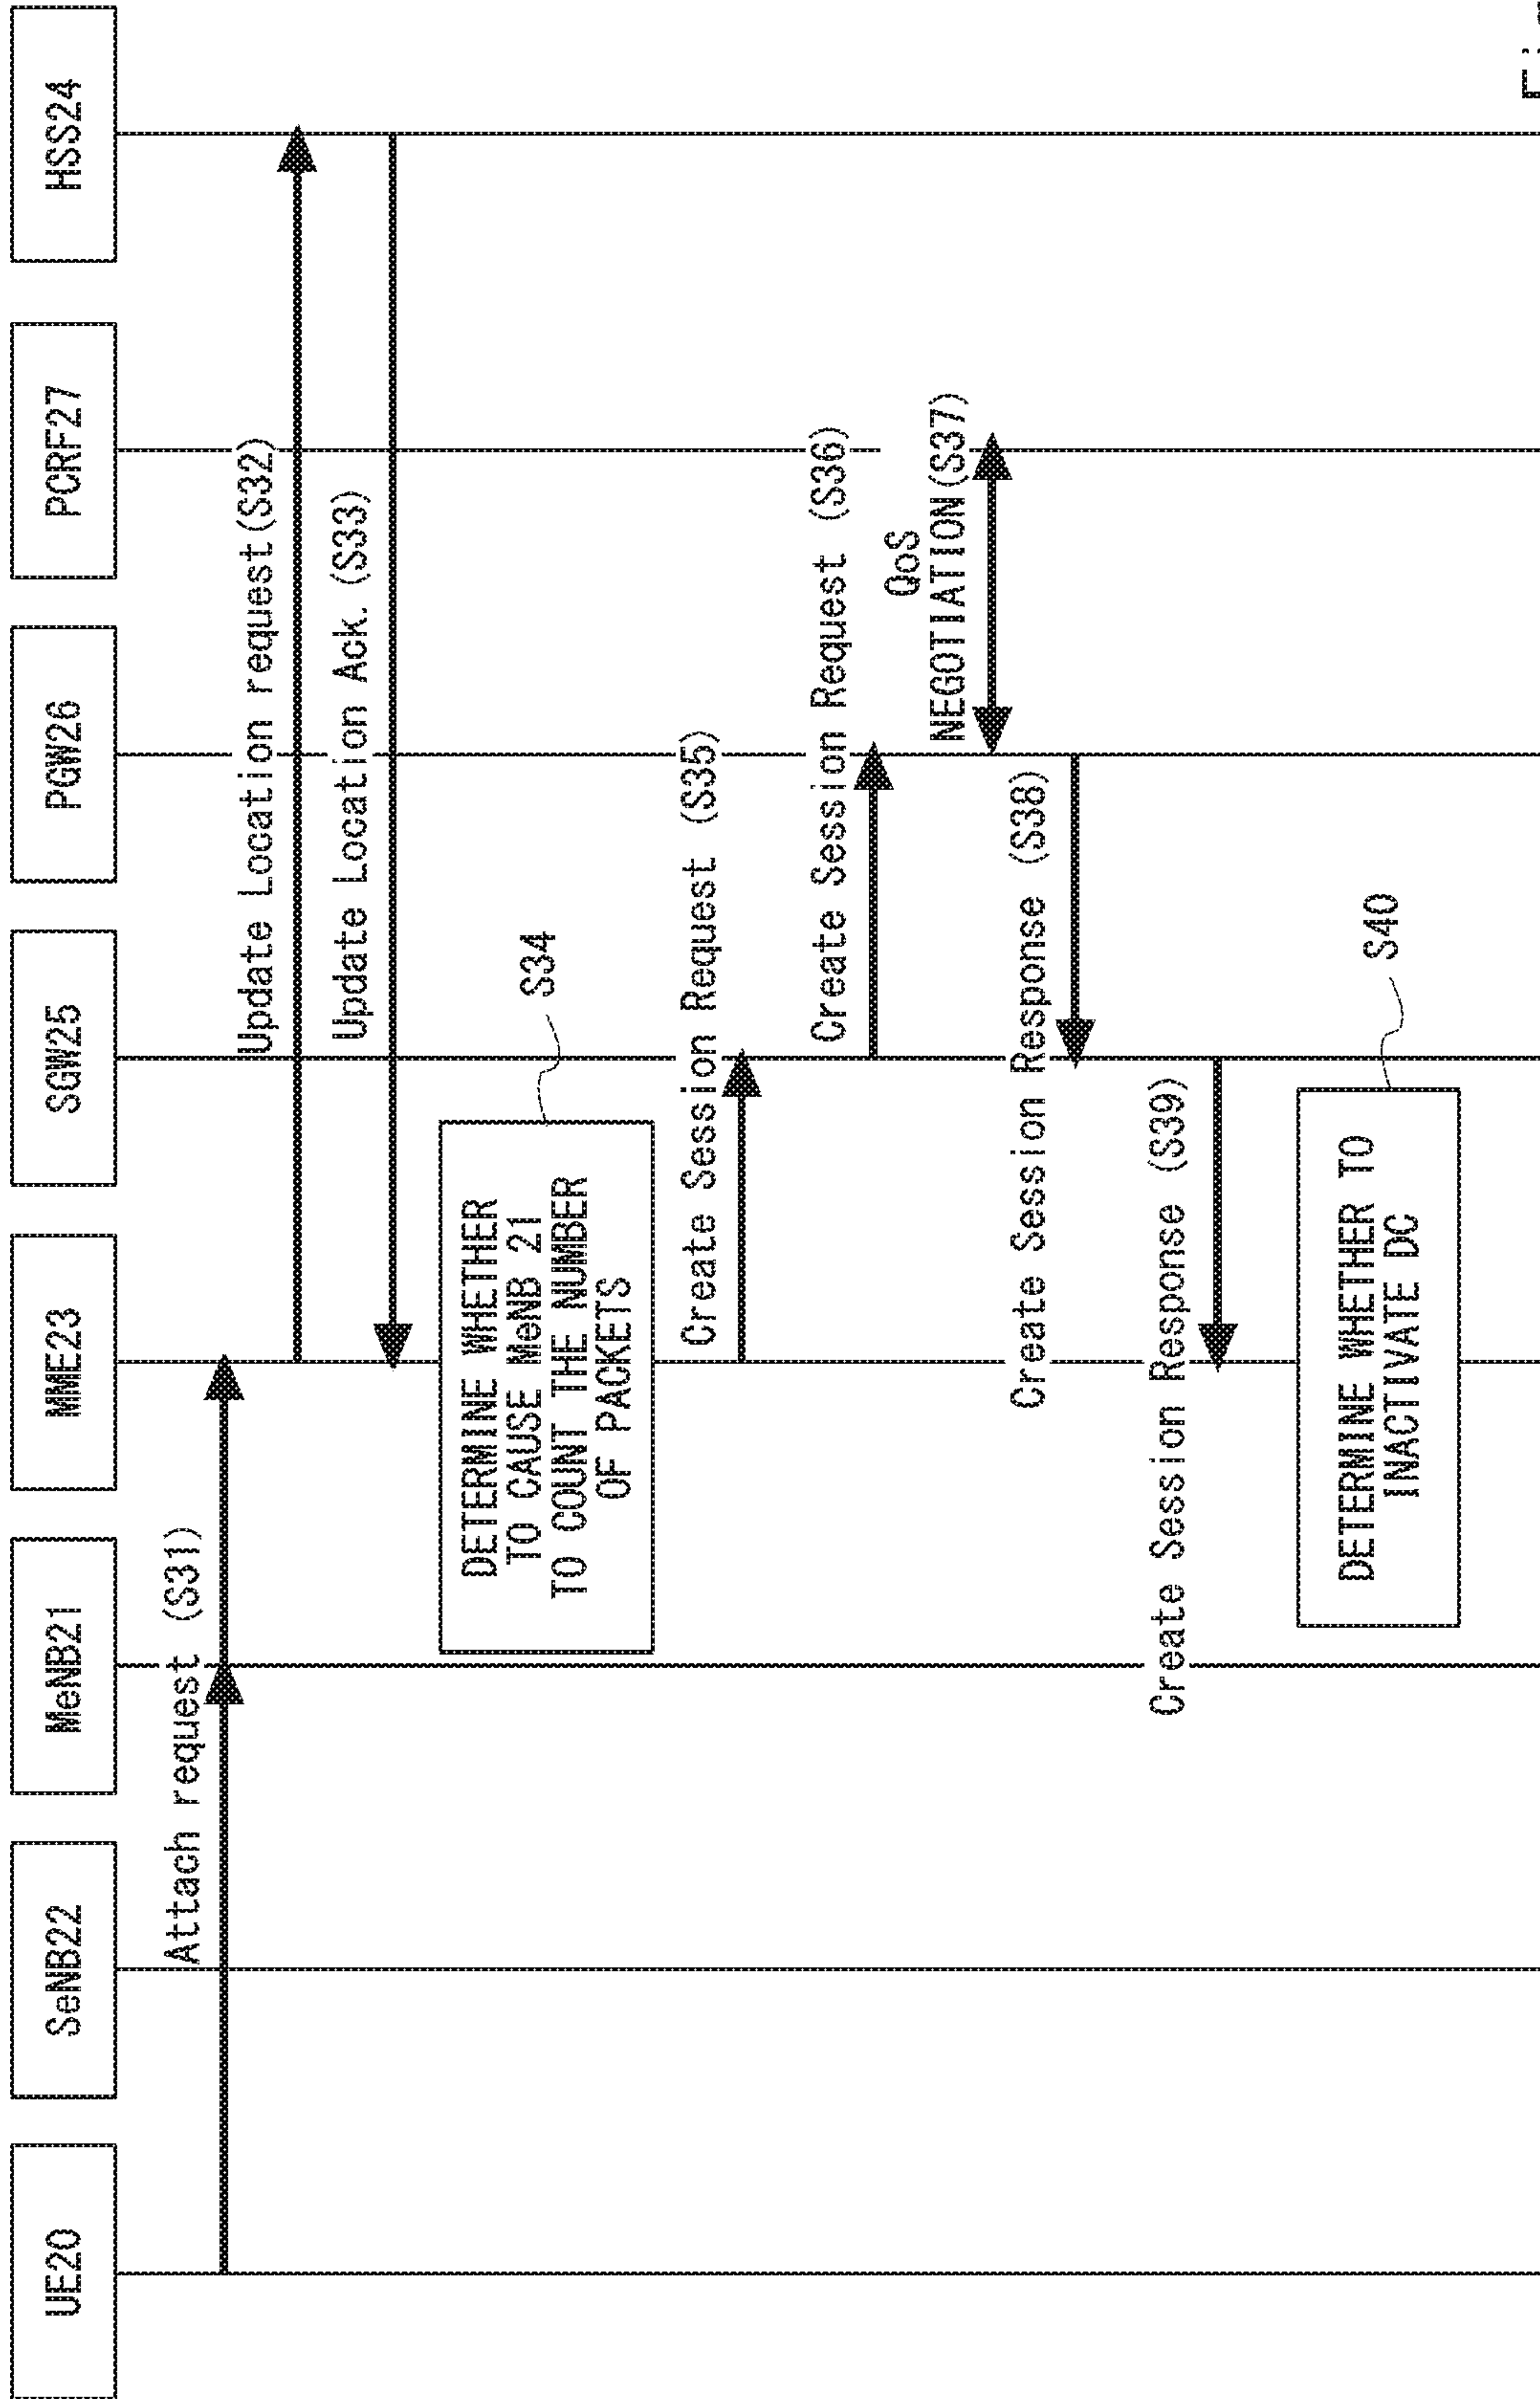 UE20
SeNB22
MeNB21
MME23
SGW25
PGW26
PCRF27
HSS24
Attach request (S31)
Update Location request(S32)
Update Location Ack. (S33)
S34
DETERMINE WHETHER
TO CAUSE MeNB 21
TO COUNT THE NUMBER
OF PACKETS
Create Session Request (S35)
Create Session Request (S36)
QoS
NEGOTIATION(S37)
Create Session Response (S38)
Create Session Response (S39)
S40
DETERMINE WHETHER TO
INACTIVATE DC